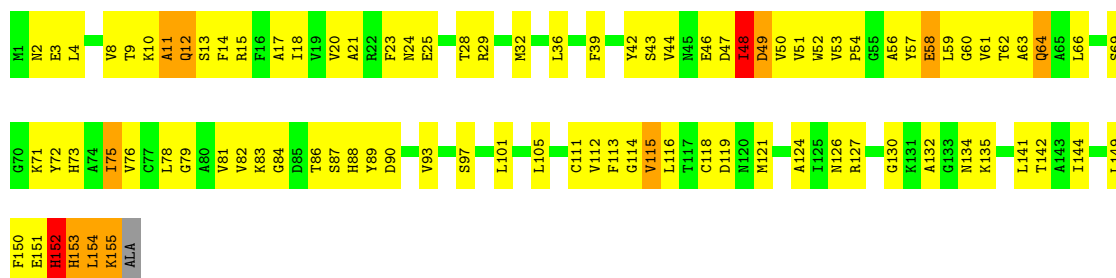 M1 N2 E3 L4 V8 T9 K10 A11 Q12 S13 F14 R15 F16 A17 I18 V19 V20 A21 R22 F23 N24 E25 T28 R29 M32 L36 F39 Y42 S43 V44 N45 E46 D47 I48 D49 V50 V51 W52 V53 P54 G55 A56 Y57 E58 L59 G60 V61 T62 A63 Q64 A65 L66 S69
G70 K71 Y72 H73 A74 I75 V76 C77 L78 G79 A80 V81 V82 K83 G84 D85 T86 S87 H88 Y89 D90 V93 S97 L101 L105 C111 V112 F113 G114 V115 L116 T117 C118 D119 N120 M121 A124 I125 N126 R127 G130 K131 A132 G133 N134 K135 L141 T142 A143 I144 L149
F150 E151 H152 H153 L154 K155 ALA